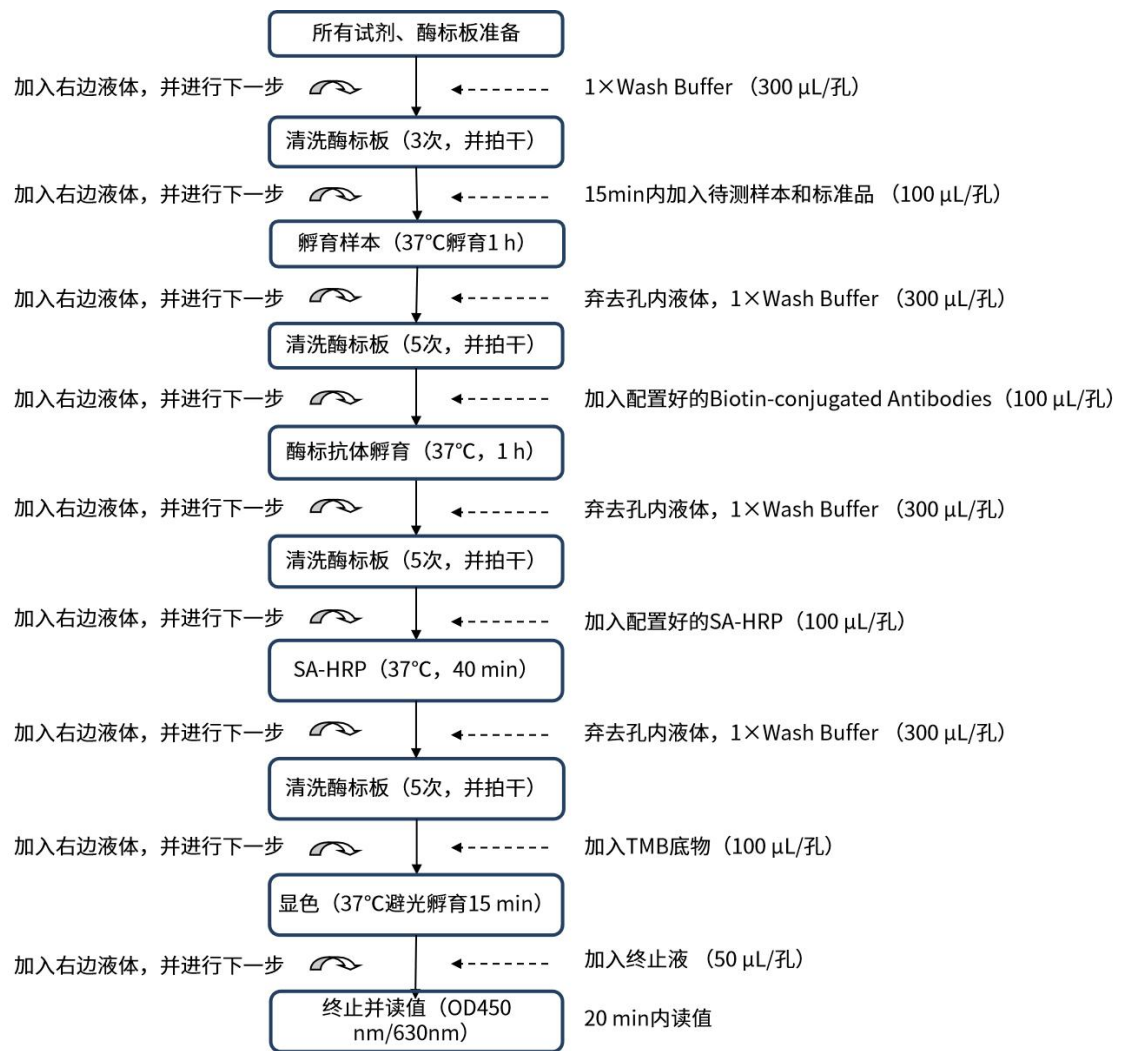 所有试剂、酶标板准备
加入右边液体，并进行下一步
1×Wash Buffer （300 μL/孔）
清洗酶标板（3次，并拍干）
加入右边液体，并进行下一步
15min内加入待测样本和标准品 （100 μL/孔）
孵育样本（37℃孵育1 h）
加入右边液体，并进行下一步
弃去孔内液体，1×Wash Buffer （300 μL/孔）
清洗酶标板（5次，并拍干）
加入右边液体，并进行下一步
加入配置好的Biotin-conjugated Antibodies（100 μL/孔）
酶标抗体孵育（37℃，1 h）
加入右边液体，并进行下一步
弃去孔内液体，1×Wash Buffer （300 μL/孔）
清洗酶标板（5次，并拍干）
加入右边液体，并进行下一步
加入配置好的SA-HRP（100 μL/孔）
SA-HRP（37℃，40 min）
加入右边液体，并进行下一步
弃去孔内液体，1×Wash Buffer （300 μL/孔）
清洗酶标板（5次，并拍干）
加入右边液体，并进行下一步
加入TMB底物（100 μL/孔）
显色（37℃避光孵育15 min）
加入右边液体，并进行下一步
加入终止液 （50 μL/孔）
终止并读值（OD450
nm/630nm）
20 min内读值